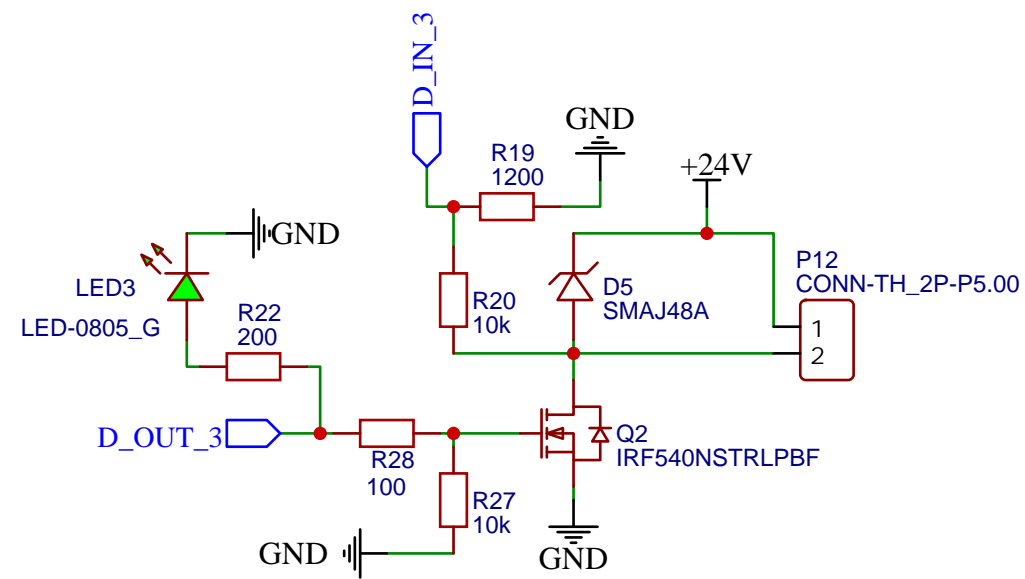 D_IN_3
GND
R19
1200
+24V
GND
P12
CONN-TH_2P-P5.00
LED3
R20
10k
D5
SMAJ48A
LED-0805_G
R22
200
1
2
D_OUT_3
R28
100
Q2
IRF540NSTRLPBF
R27
10k
GND
GND